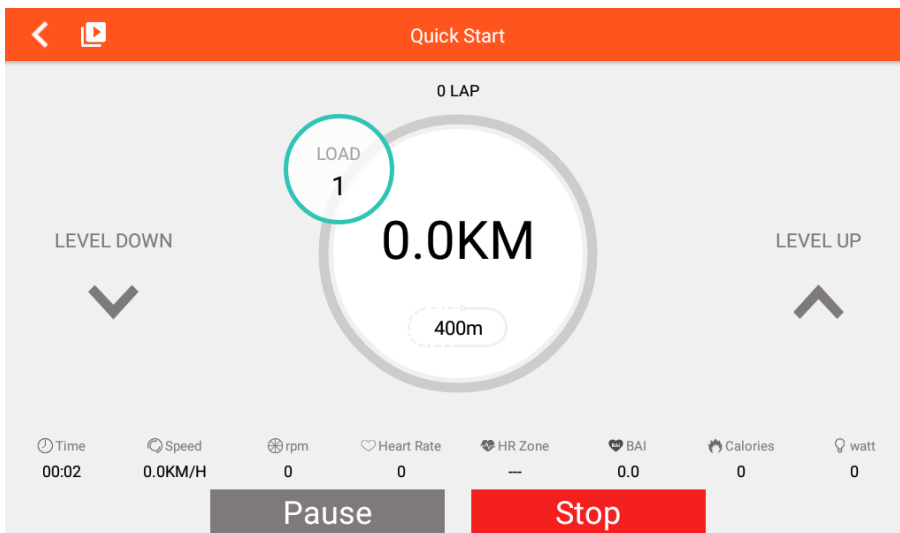 Quick Start
0 LAP
LOAD
1
0.0KM
LEVEL DOWN
LEVEL UP
400m
Time
Speed
rpm
Heart Rate
HR Zone
BAI
Calories
watt
00:02
0.0KM/H
0
0
---
0.0
0
0
Pause
Stop